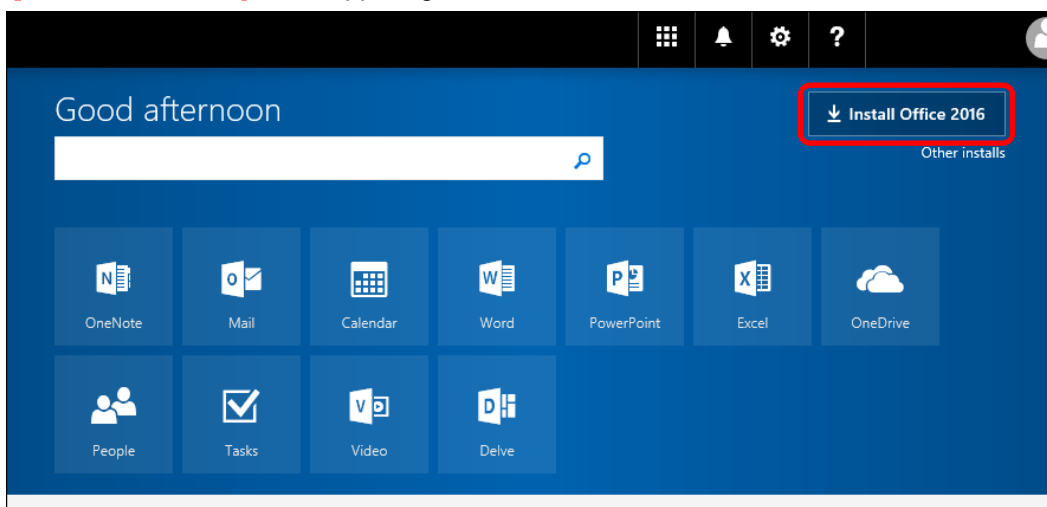 ?
Good afternoon
Install Office 2016
Other installs
N
O
W
P
X
OneNote Mail Calendar Word PowerPoint Excel OneDrive
V
D
People Tasks Video Delve